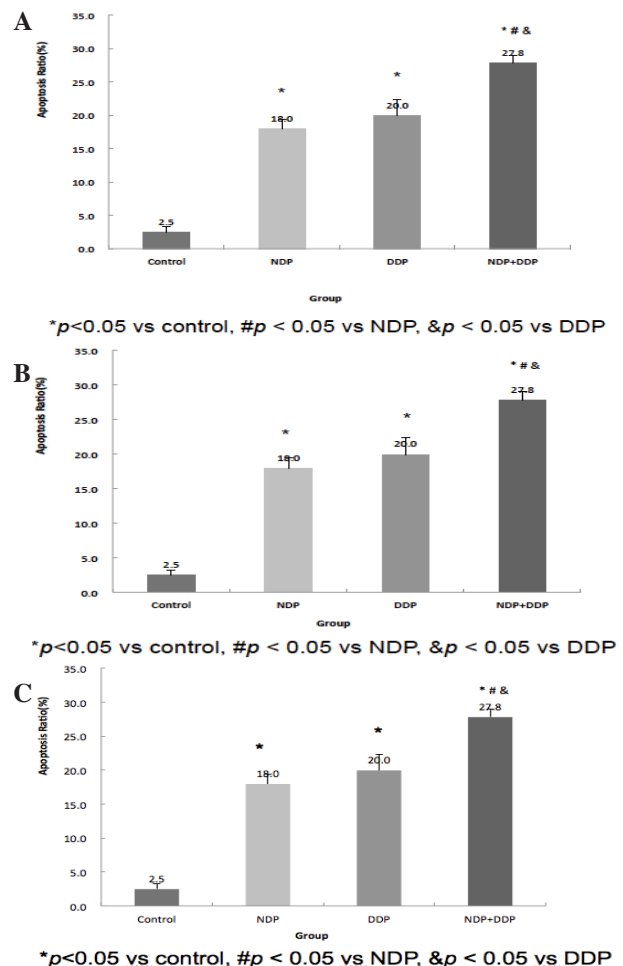 A
Apoptosis Ratio(%)
35.0
30.0
25.0
20.0
15.0
10.0
5.0
0.0
2.5
*
18.0
*
20.0
* # &
27.8
Control NDP DDP NDP+DDP
Group
*p<0.05 vs control, #p < 0.05 vs NDP, &p < 0.05 vs DDP
B
Apoptosis Ratio(%)
35.0
30.0
25.0
20.0
15.0
10.0
5.0
0.0
2.5
*
18.0
*
20.0
* # &
27.8
Control NDP DDP NDP+DDP
Group
*p<0.05 vs control, #p < 0.05 vs NDP, &p < 0.05 vs DDP
C
Apoptosis Ratio(%)
35.0
30.0
25.0
20.0
15.0
10.0
5.0
0.0
2.5
*
18.0
*
20.0
* # &
27.8
Control NDP DDP NDP+DDP
Group
*p<0.05 vs control, #p < 0.05 vs NDP, &p < 0.05 vs DDP